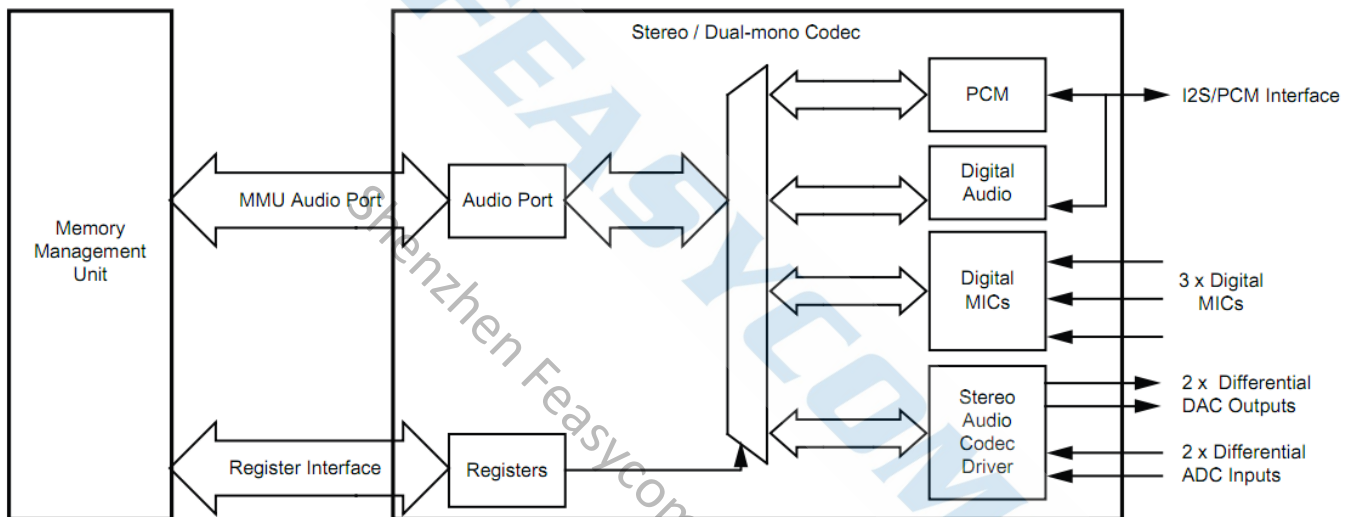 Stereo / Dual-mono Codec
PCM
I2S/PCM Interface
Digital
Audio
MMU Audio Port
Audio Port
Memory
Management
Unit
Digital
MICs
3 x Digital
MICs
Stereo
Audio
Codec
Driver
2 x Differential
DAC Outputs
2 x Differential
ADC Inputs
Register Interface
Registers
FEASYCOM
Shenzhen Feasycom